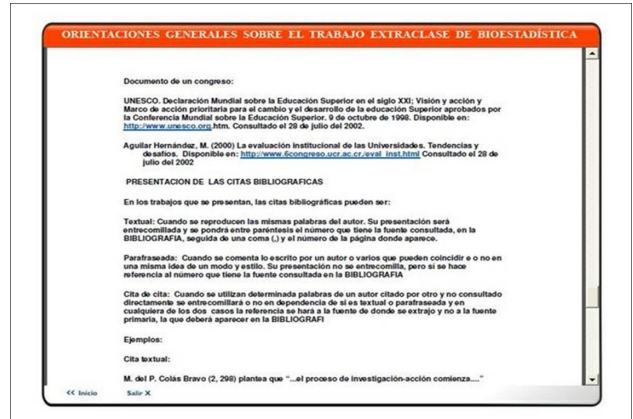 ORIENTACIONES GENERALES SOBRE EL TRABAJO EXTRACLASE DE BIOESTADÍSTICA
Documento de un congreso:
UNESCO. Declaración Mundial sobre la Educación Superior en el siglo XXI; Visión y acción y
Marco de acción prioritaria para el cambio y el desarrollo de la educación Superior aprobados por
la Conferencia Mundial sobre la Educación Superior. 9 de octubre de 1998. Disponible en:
http://www.unesco.org.htm. Consultado el 28 de julio del 2002.
Aguilar Hernández, M. (2000) La evaluación institucional de las Universidades. Tendencias y
desafíos. Disponible en: http://www.6congreso.ucr.ac.cr./eval_inst.html Consultado el 28 de
julio del 2002
PRESENTACION DE LAS CITAS BIBLIOGRAFICAS
En los trabajos que se presentan, las citas bibliográficas pueden ser:
Textual: Cuando se reproducen las mismas palabras del autor. Su presentación será
entrecomillada y se pondrá entre paréntesis el número que tiene la fuente consultada, en la
BIBLIOGRAFIA, seguida de una coma (,) y el número de la página donde aparece.
Parafraseada: Cuando se comenta lo escrito por un autor o varios que pueden coincidir e o no en
una misma idea de un modo y estilo. Su presentación no se entrecomilla, pero si se hace
referencia al número que tiene la fuente consultada en la BIBLIOGRAFIA
Cita de cita: Cuando se utilizan determinada palabras de un autor citado por otro y no consultado
directamente se entrecomillará o no en dependencia de si es textual o parafraseada y en
cualquiera de los dos casos la referencia se hará a la fuente de donde se extrajo y no a la fuente
primaria, la que deberá aparecer en la BIBLIOGRAFI
Ejemplos:
Cita textual:
M. del P. Colás Bravo (2, 298) plantea que “...el proceso de investigación-acción comienza....”
<< Inicio Salir X